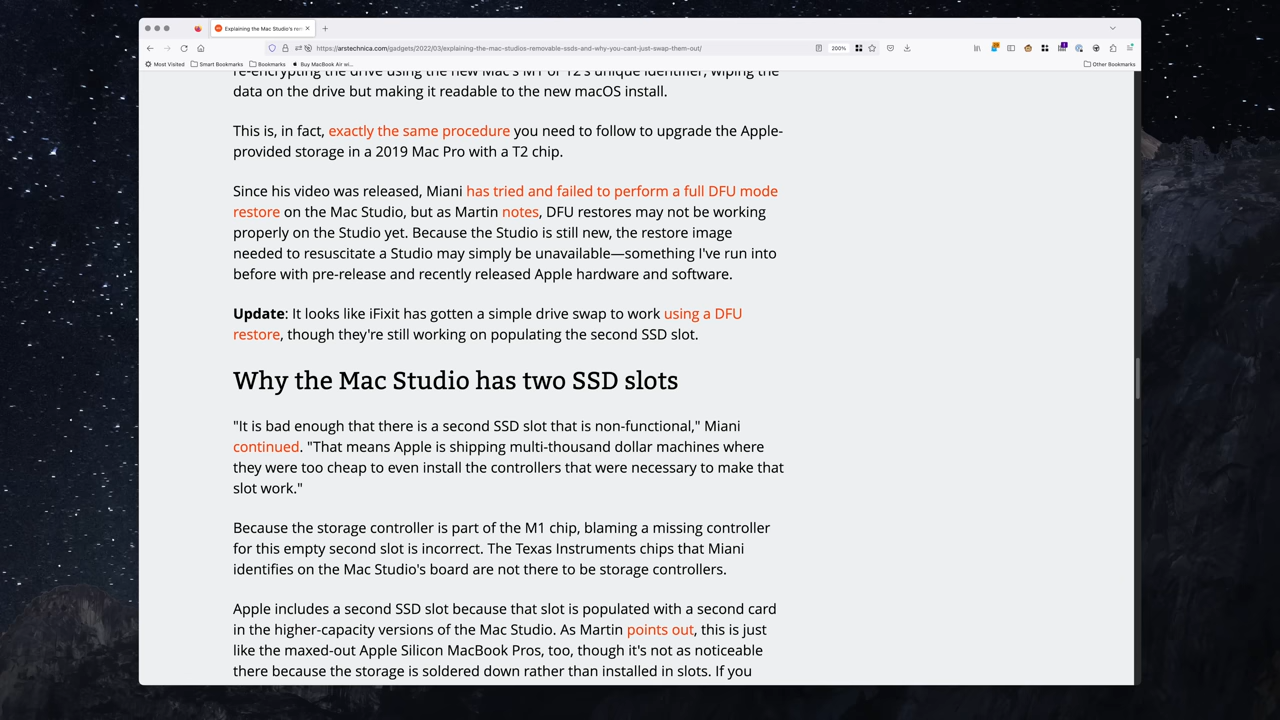 Explaining the Mac Studio's rem
https://arstechnica.com/gadgets/2022/03/explaining-the-mac-studios-removable-ssds-and-why-you-cant-just-swap-them-out/
200%
Most Visited
Smart Bookmarks
Bookmarks
Buy MacBook Air wi...
Other Bookmarks
re-encrypting the drive using the new Mac's M1 or T2's unique identifier, wiping the
data on the drive but making it readable to the new macOS install.
This is, in fact, exactly the same procedure you need to follow to upgrade the Apple-
provided storage in a 2019 Mac Pro with a T2 chip.
Since his video was released, Miani has tried and failed to perform a full DFU mode
restore on the Mac Studio, but as Martin notes, DFU restores may not be working
properly on the Studio yet. Because the Studio is still new, the restore image
needed to resuscitate a Studio may simply be unavailable—something I've run into
before with pre-release and recently released Apple hardware and software.
Update: It looks like iFixit has gotten a simple drive swap to work using a DFU
restore, though they're still working on populating the second SSD slot.
Why the Mac Studio has two SSD slots
"It is bad enough that there is a second SSD slot that is non-functional," Miani
continued. "That means Apple is shipping multi-thousand dollar machines where
they were too cheap to even install the controllers that were necessary to make that
slot work."
Because the storage controller is part of the M1 chip, blaming a missing controller
for this empty second slot is incorrect. The Texas Instruments chips that Miani
identifies on the Mac Studio's board are not there to be storage controllers.
Apple includes a second SSD slot because that slot is populated with a second card
in the higher-capacity versions of the Mac Studio. As Martin points out, this is just
like the maxed-out Apple Silicon MacBook Pros, too, though it's not as noticeable
there because the storage is soldered down rather than installed in slots. If you